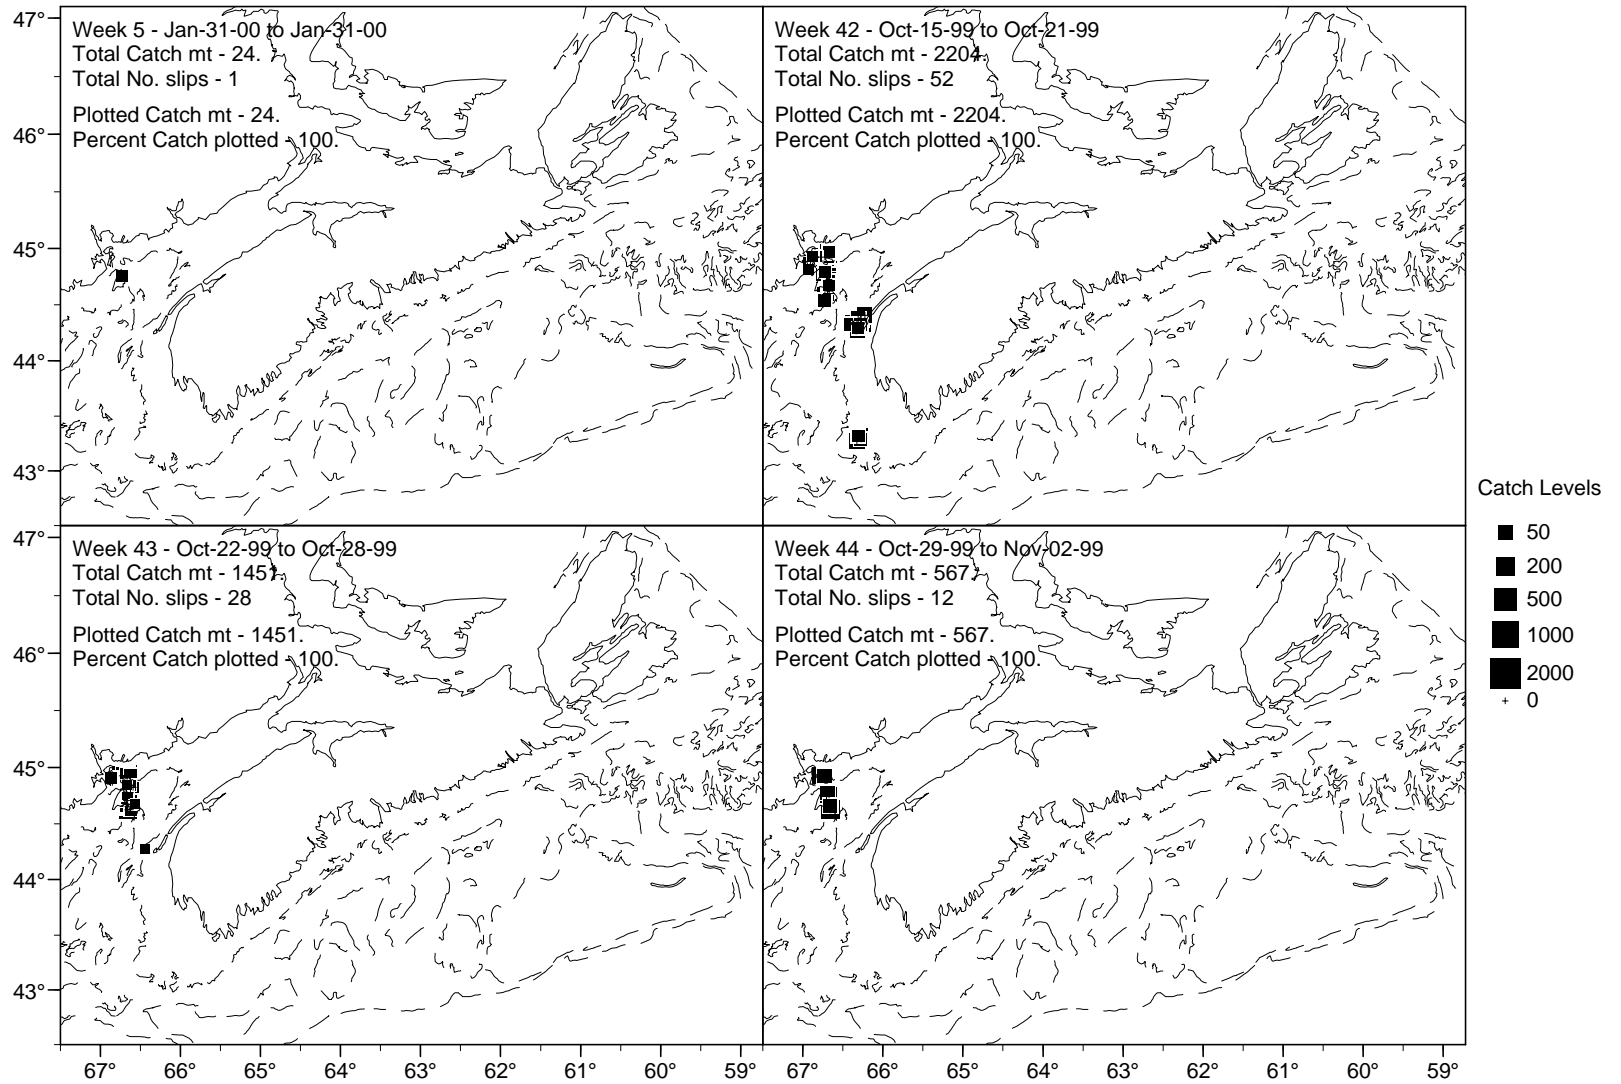 47°
46°
45°
44°
43°
Week 5 - Jan-31-00 to Jan-31-00
Total Catch mt - 24.
Total No. slips - 1
Plotted Catch mt - 24.
Percent Catch plotted - 100.
Week 42 - Oct-15-99 to Oct-21-99
Total Catch mt - 2204.
Total No. slips - 52
Plotted Catch mt - 2204.
Percent Catch plotted - 100.
47°
46°
45°
44°
43°
Week 43 - Oct-22-99 to Oct-28-99
Total Catch mt - 1451.
Total No. slips - 28
Plotted Catch mt - 1451.
Percent Catch plotted - 100.
Week 44 - Oct-29-99 to Nov-02-99
Total Catch mt - 567.
Total No. slips - 12
Plotted Catch mt - 567.
Percent Catch plotted - 100.
67° 66° 65° 64° 63° 62° 61° 60° 59°
67° 66° 65° 64° 63° 62° 61° 60° 59°
Catch Levels
50
200
500
1000
2000
0